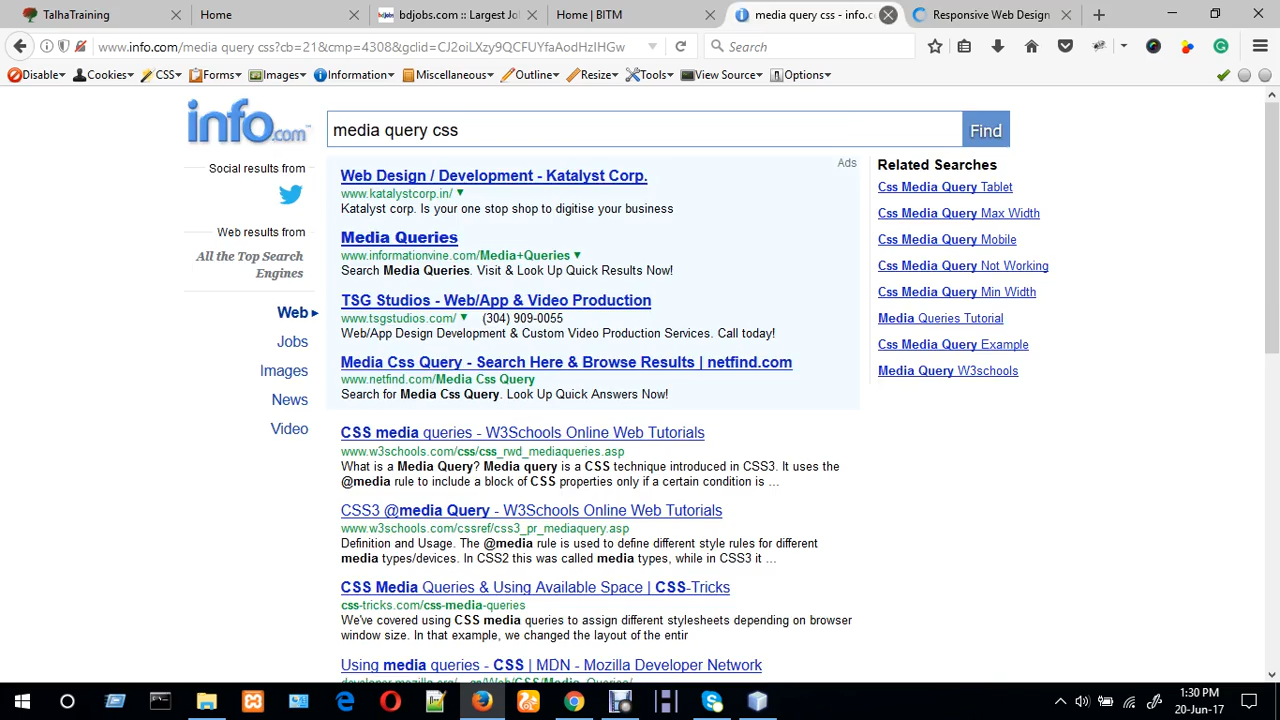 TalhaTraining
Home
bdjobs.com :: Largest Jo
Home | BITM
media query css - info.c
Responsive Web Design
www.info.com/media query css?cb=21&cmp=4308&gclid=CJ2oiLXzy9QCFUYfaAodHzIHGw
Search
Disable
Cookies
CSS
Forms
Images
Information
Miscellaneous
Outline
Resize
Tools
View Source
Options
info.com
media query css
Find
Social results from
Web results from
All the Top Search
Engines
Web
Jobs
Images
News
Video
Ads
Web Design / Development - Katalyst Corp.
www.katalystcorp.in/
Katalyst corp. Is your one stop shop to digitise your business
Media Queries
www.informationvine.com/Media+Queries
Search Media Queries. Visit & Look Up Quick Results Now!
TSG Studios - Web/App & Video Production
www.tsgstudios.com/ (304) 909-0055
Web/App Design Development & Custom Video Production Services. Call today!
Media Css Query - Search Here & Browse Results | netfind.com
www.netfind.com/Media Css Query
Search for Media Css Query. Look Up Quick Answers Now!
CSS media queries - W3Schools Online Web Tutorials
www.w3schools.com/css/css_rwd_mediaqueries.asp
What is a Media Query? Media query is a CSS technique introduced in CSS3. It uses the
@media rule to include a block of CSS properties only if a certain condition is ...
CSS3 @media Query - W3Schools Online Web Tutorials
www.w3schools.com/cssref/css3_pr_mediaquery.asp
Definition and Usage. The @media rule is used to define different style rules for different
media types/devices. In CSS2 this was called media types, while in CSS3 it ...
CSS Media Queries & Using Available Space | CSS-Tricks
css-tricks.com/css-media-queries
We've covered using CSS media queries to assign different stylesheets depending on browser
window size. In that example, we changed the layout of the entir
Using media queries - CSS | MDN - Mozilla Developer Network
Related Searches
Css Media Query Tablet
Css Media Query Max Width
Css Media Query Mobile
Css Media Query Not Working
Css Media Query Min Width
Media Queries Tutorial
Css Media Query Example
Media Query W3schools
1:30 PM
20-Jun-17